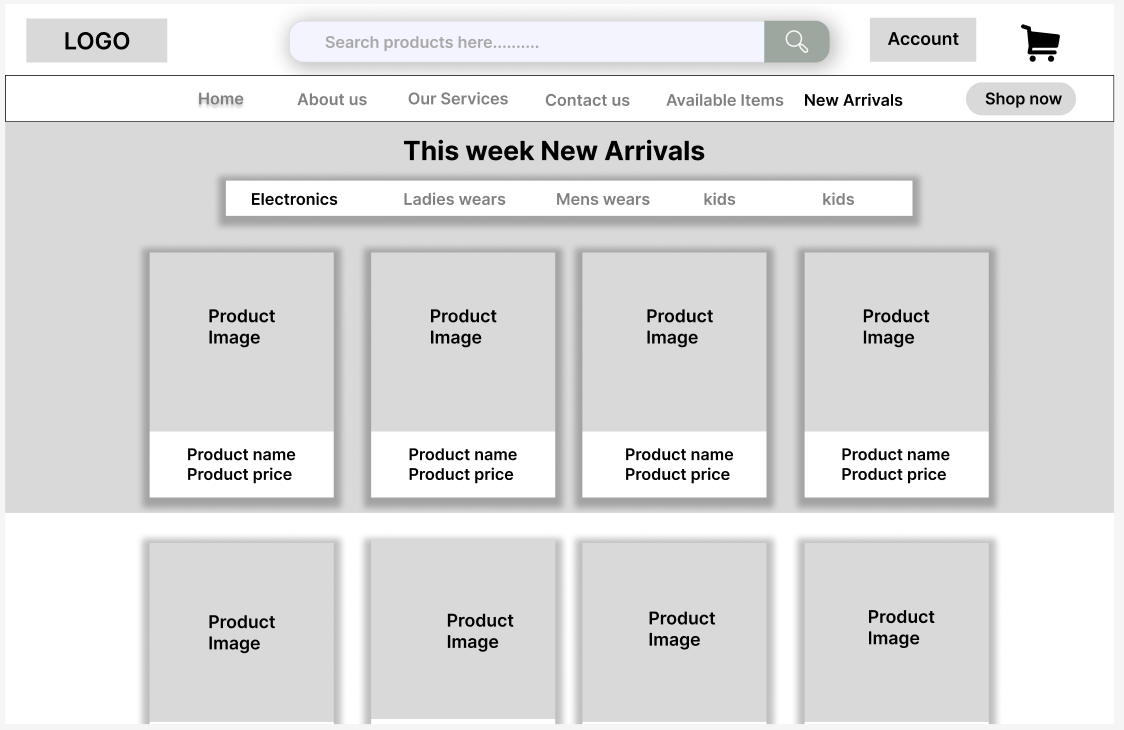 LOGO
Search products here..........
Account
Home
About us
Our Services
Contact us
Available Items
New Arrivals
Shop now
This week New Arrivals
Electronics
Ladies wears
Mens wears
kids
kids
Product
Image
Product
Image
Product
Image
Product
Image
Product name
Product price
Product name
Product price
Product name
Product price
Product name
Product price
Product
Image
Product
Image
Product
Image
Product
Image